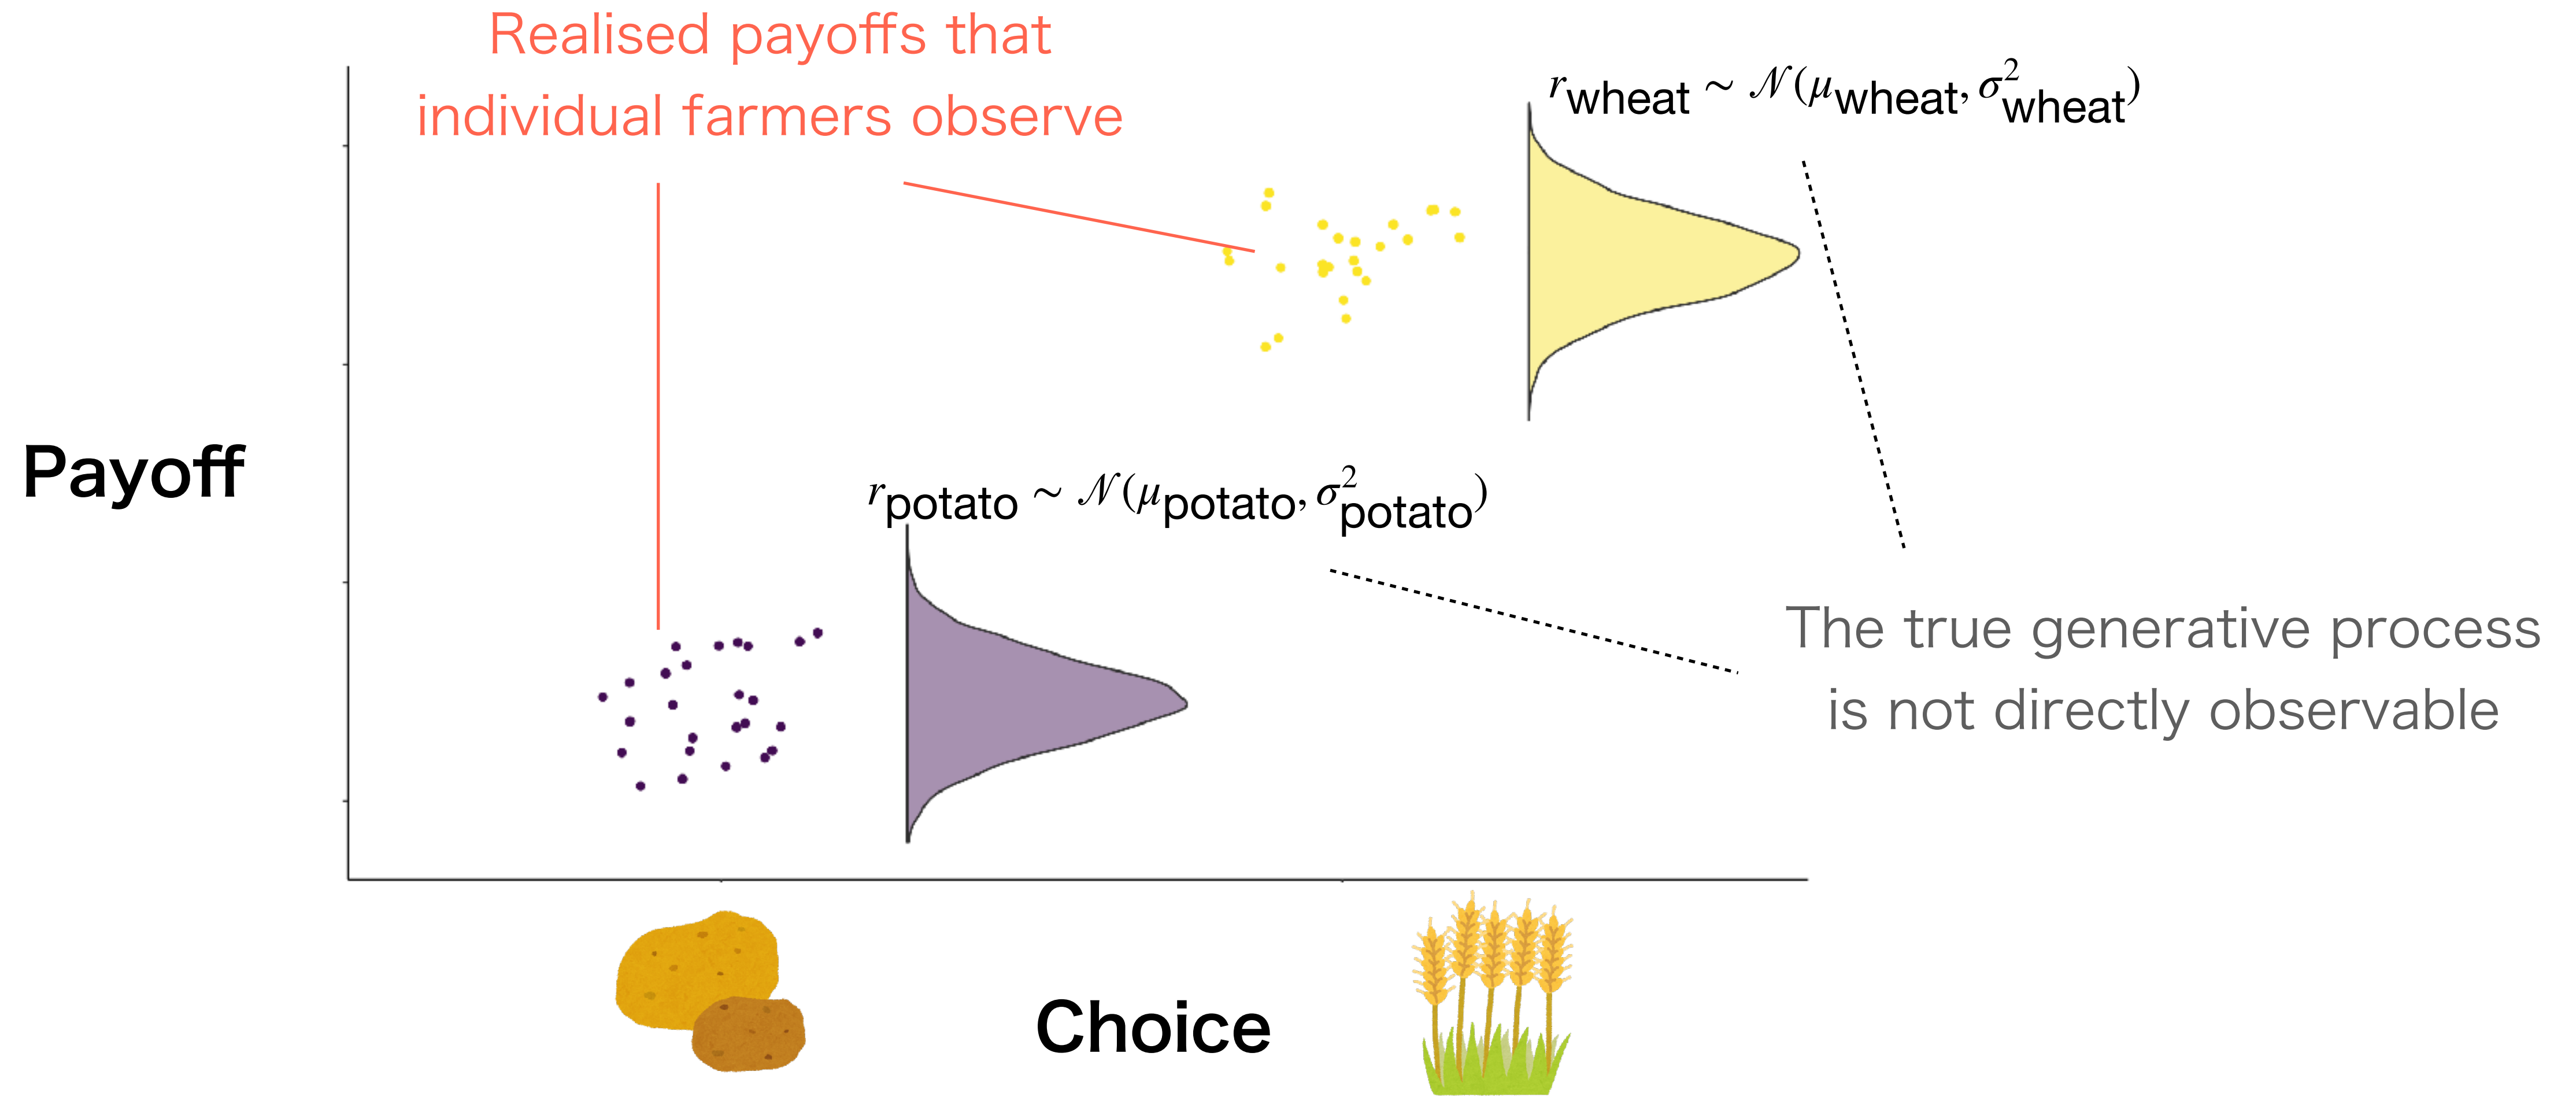 Realised payoffs that
individual farmers observe
r_wheat ~ 𝒩(μ_wheat, σ²_wheat)
Payoff
r_potato ~ 𝒩(μ_potato, σ²_potato)
The true generative process
is not directly observable
Choice